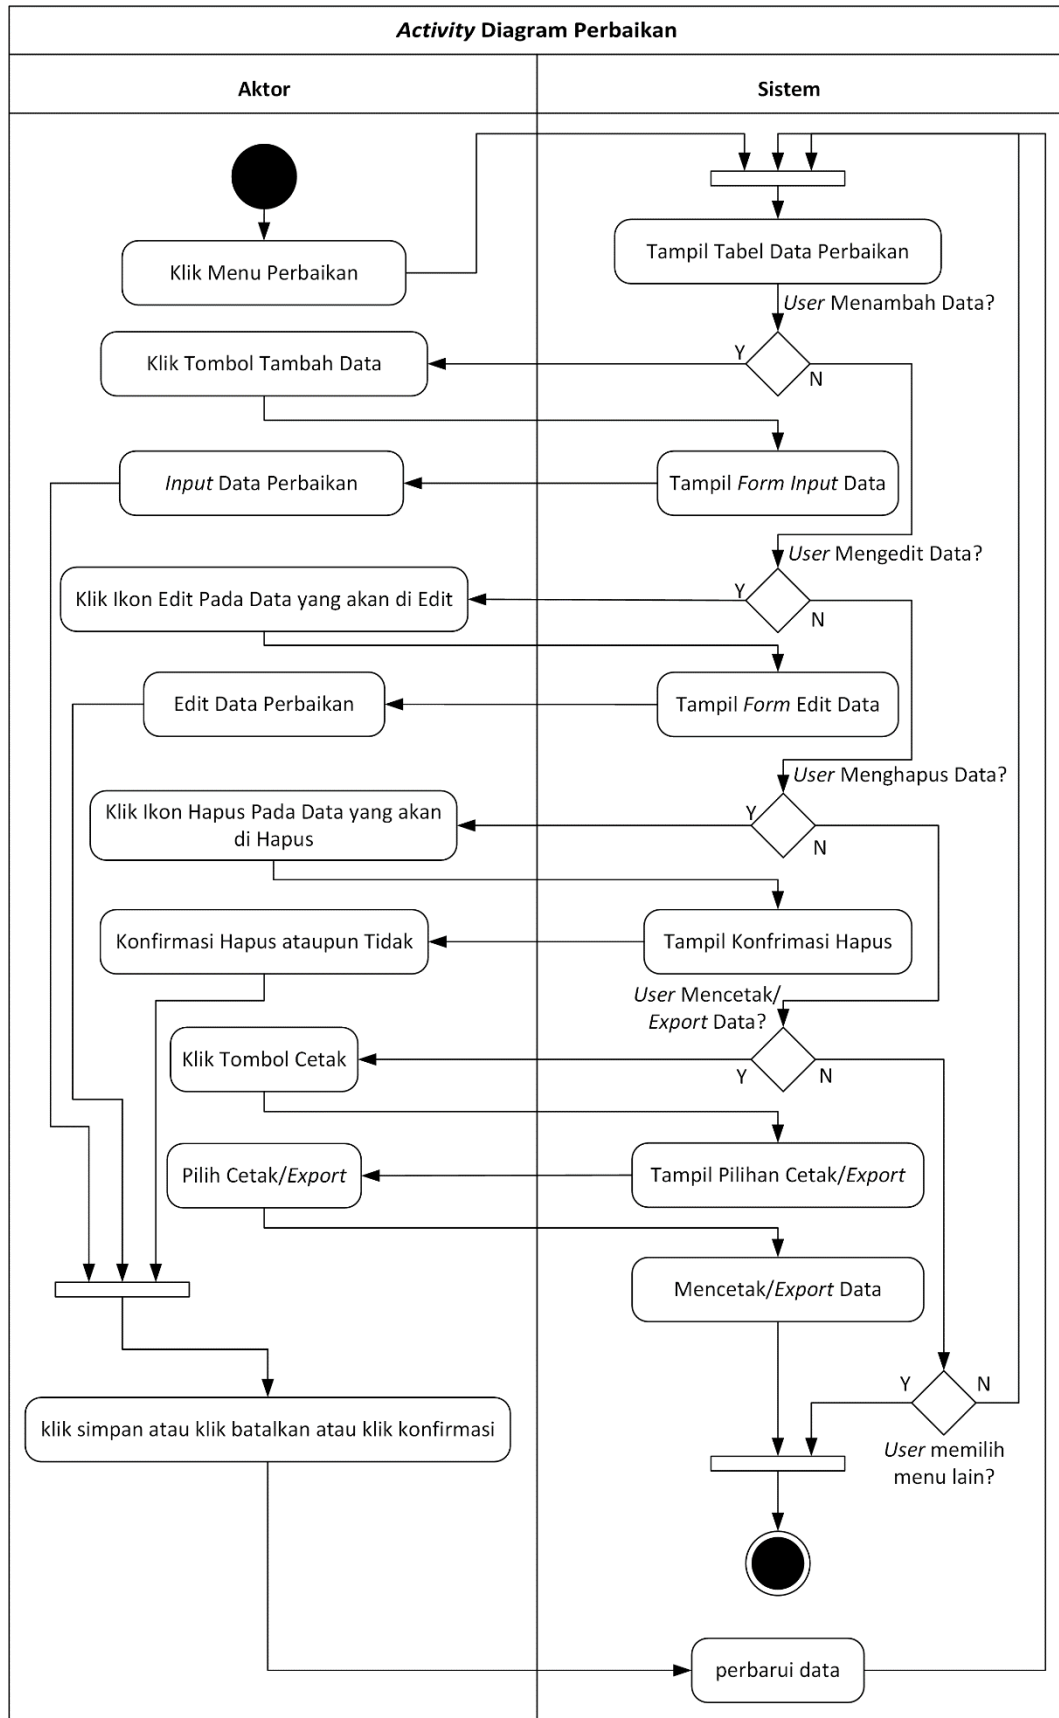 Activity Diagram Perbaikan
Aktor
Sistem
Klik Menu Perbaikan
Tampil Tabel Data Perbaikan
User Menambah Data?
Y
N
Klik Tombol Tambah Data
Input Data Perbaikan
Tampil Form Input Data
User Mengedit Data?
Y
N
Klik Ikon Edit Pada Data yang akan di Edit
Edit Data Perbaikan
Tampil Form Edit Data
User Menghapus Data?
Y
N
Klik Ikon Hapus Pada Data yang akan
di Hapus
Konfirmasi Hapus ataupun Tidak
Tampil Konfrimasi Hapus
User Mencetak/
Export Data?
Y
N
Klik Tombol Cetak
Pilih Cetak/Export
Tampil Pilihan Cetak/Export
Mencetak/Export Data
Y
N
User memilih
menu lain?
klik simpan atau klik batalkan atau klik konfirmasi
perbarui data